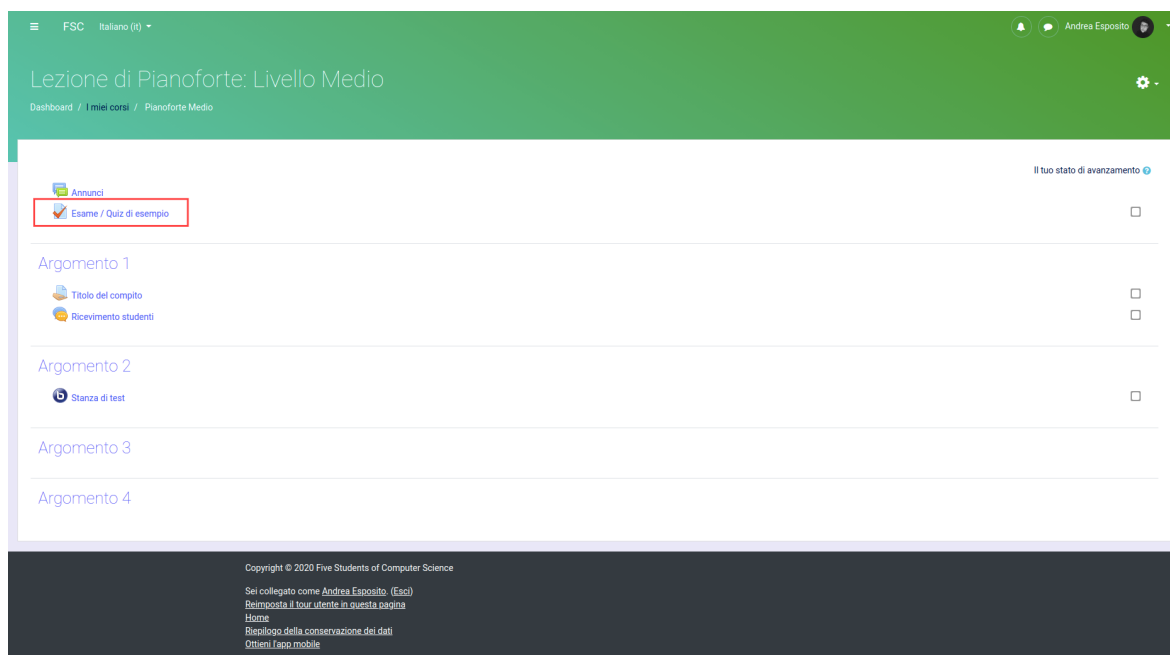 FSC Italiano (it) Andrea Esposito
Lezione di Pianoforte: Livello Medio
Dashboard / I miei corsi / Pianoforte Medio
Il tuo stato di avanzamento
Annunci
Esame / Quiz di esempio
Argomento 1
Titolo del compito
Ricevimento studenti
Argomento 2
Stanza di test
Argomento 3
Argomento 4
Copyright © 2020 Five Students of Computer Science
Sei collegato come Andrea Esposito. (Esci)
Reimposta il tour utente in questa pagina
Home
Riepilogo della conservazione dei dati
Ottieni l'app mobile